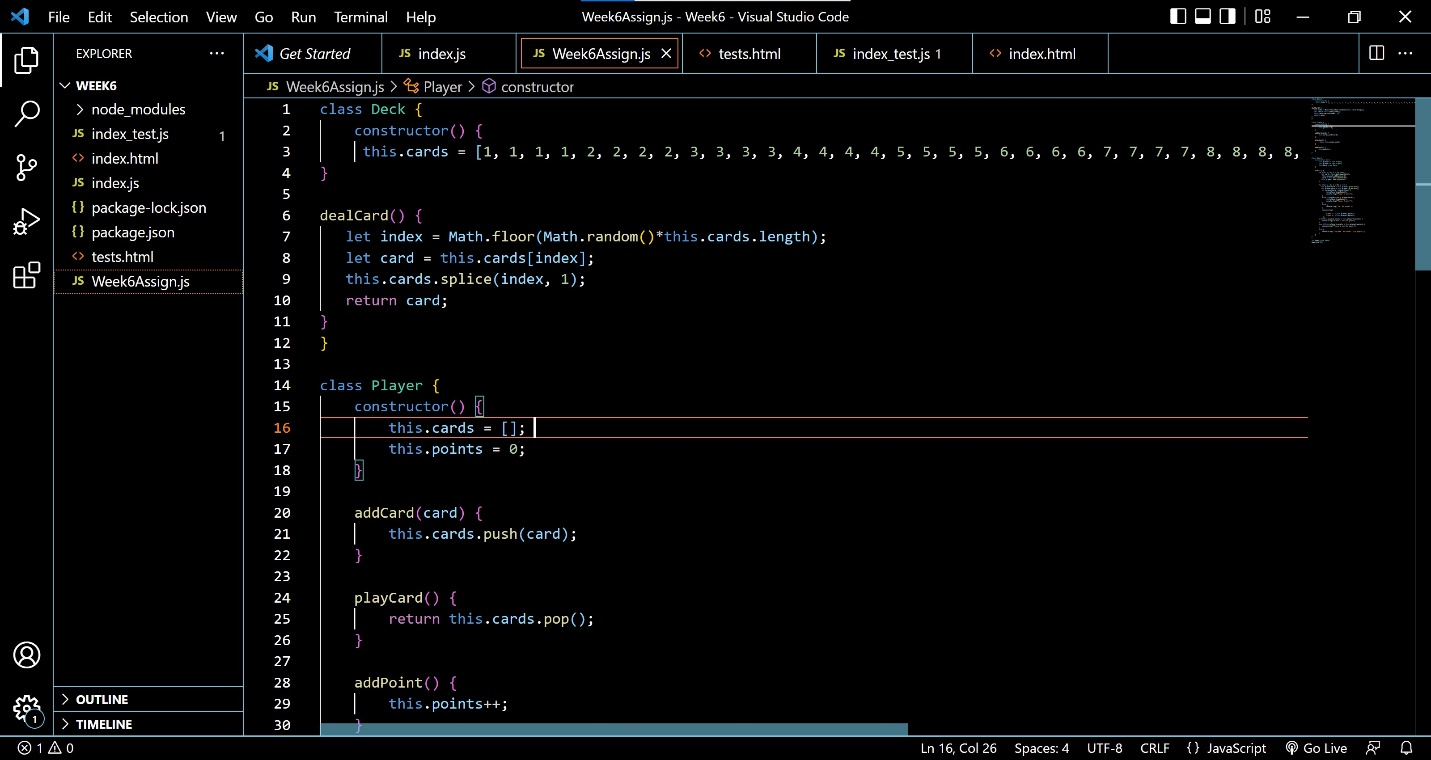 File Edit Selection View Go Run Terminal Help Week6Assign.js - Week6 - Visual Studio Code
EXPLORER
Get Started
JS index.js
JS Week6Assign.js
<> tests.html
JS index_test.js 1
<> index.html
WEEK6
node_modules
JS index_test.js 1
<> index.html
JS index.js
{} package-lock.json
{} package.json
<> tests.html
JS Week6Assign.js
OUTLINE
TIMELINE
JS Week6Assign.js > Player > constructor
1 class Deck {
2 constructor() {
3 this.cards = [1, 1, 1, 1, 2, 2, 2, 2, 3, 3, 3, 3, 4, 4, 4, 4, 5, 5, 5, 5, 6, 6, 6, 6, 7, 7, 7, 7, 8, 8, 8, 8,
4 }
5
6 dealCard() {
7 let index = Math.floor(Math.random()*this.cards.length);
8 let card = this.cards[index];
9 this.cards.splice(index, 1);
10 return card;
11 }
12 }
13
14 class Player {
15 constructor() {
16 this.cards = [];
17 this.points = 0;
18 }
19
20 addCard(card) {
21 this.cards.push(card);
22 }
23
24 playCard() {
25 return this.cards.pop();
26 }
27
28 addPoint() {
29 this.points++;
30 }
1
1 0 Ln 16, Col 26 Spaces: 4 UTF-8 CRLF {} JavaScript Go Live